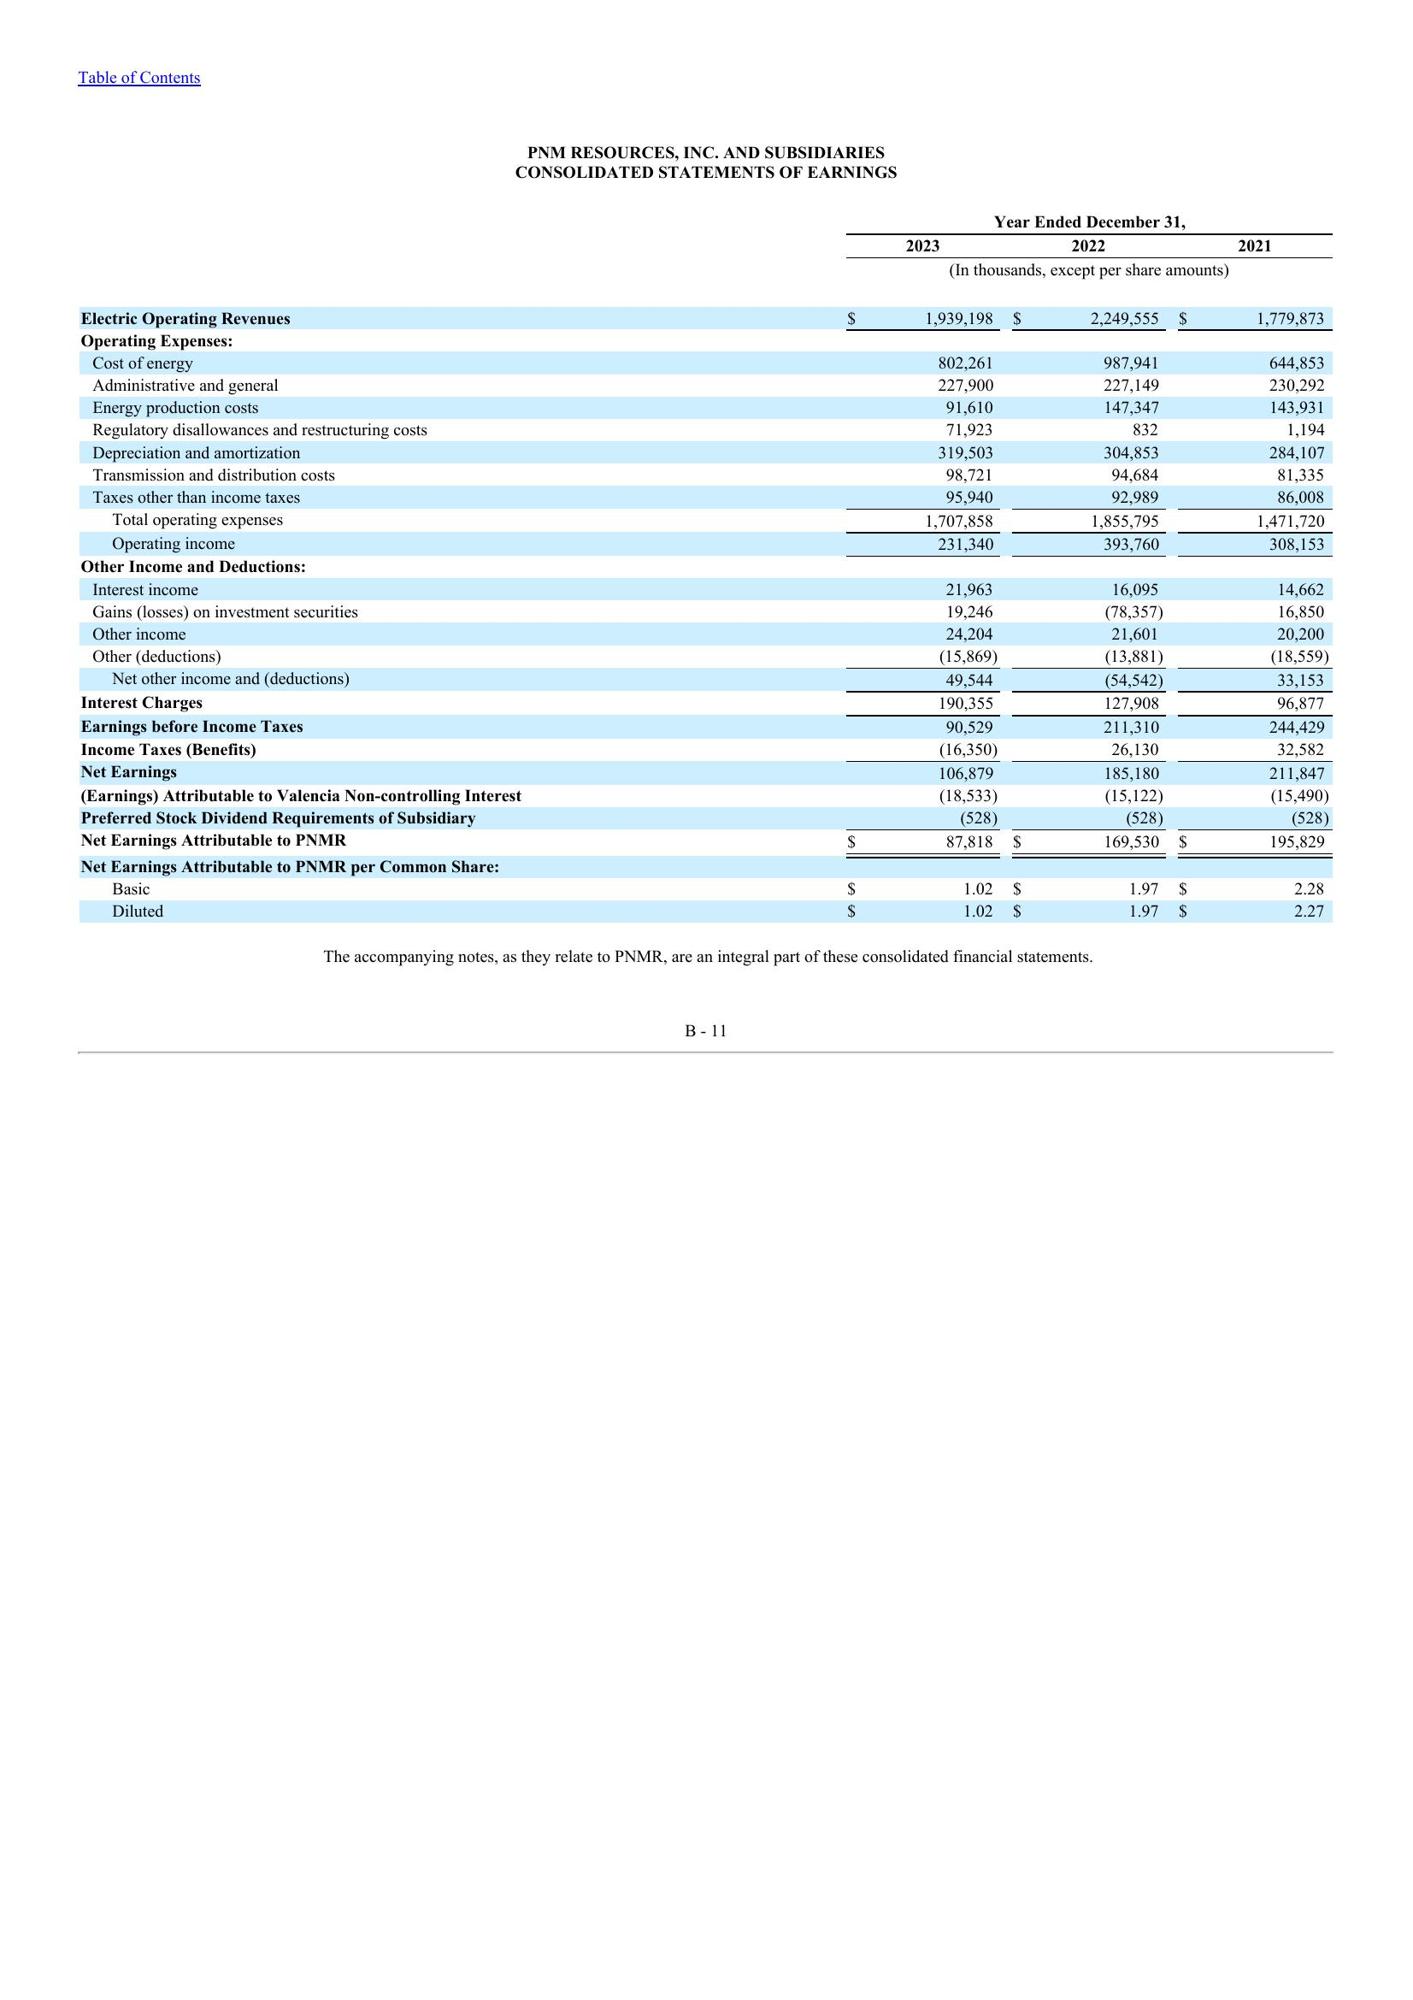 Table of Contents
PNM RESOURCES, INC. AND SUBSIDIARIES
CONSOLIDATED STATEMENTS OF EARNINGS
Year Ended December 31,
2023 2022 2021
(In thousands, except per share amounts)
Electric Operating Revenues $ 1,939,198 $ 2,249,555 $ 1,779,873
Operating Expenses:
Cost of energy 802,261 987,941 644,853
Administrative and general 227,900 227,149 230,292
Energy production costs 91,610 147,347 143,931
Regulatory disallowances and restructuring costs 71,923 832 1,194
Depreciation and amortization 319,503 304,853 284,107
Transmission and distribution costs 98,721 94,684 81,335
Taxes other than income taxes 95,940 92,989 86,008
Total operating expenses 1,707,858 1,855,795 1,471,720
Operating income 231,340 393,760 308,153
Other Income and Deductions:
Interest income 21,963 16,095 14,662
Gains (losses) on investment securities 19,246 (78,357) 16,850
Other income 24,204 21,601 20,200
Other (deductions) (15,869) (13,881) (18,559)
Net other income and (deductions) 49,544 (54,542) 33,153
Interest Charges 190,355 127,908 96,877
Earnings before Income Taxes 90,529 211,310 244,429
Income Taxes (Benefits) (16,350) 26,130 32,582
Net Earnings 106,879 185,180 211,847
(Earnings) Attributable to Valencia Non-controlling Interest (18,533) (15,122) (15,490)
Preferred Stock Dividend Requirements of Subsidiary (528) (528) (528)
Net Earnings Attributable to PNMR $ 87,818 $ 169,530 $ 195,829
Net Earnings Attributable to PNMR per Common Share:
Basic $ 1.02 $ 1.97 $ 2.28
Diluted $ 1.02 $ 1.97 $ 2.27
The accompanying notes, as they relate to PNMR, are an integral part of these consolidated financial statements.
B - 11